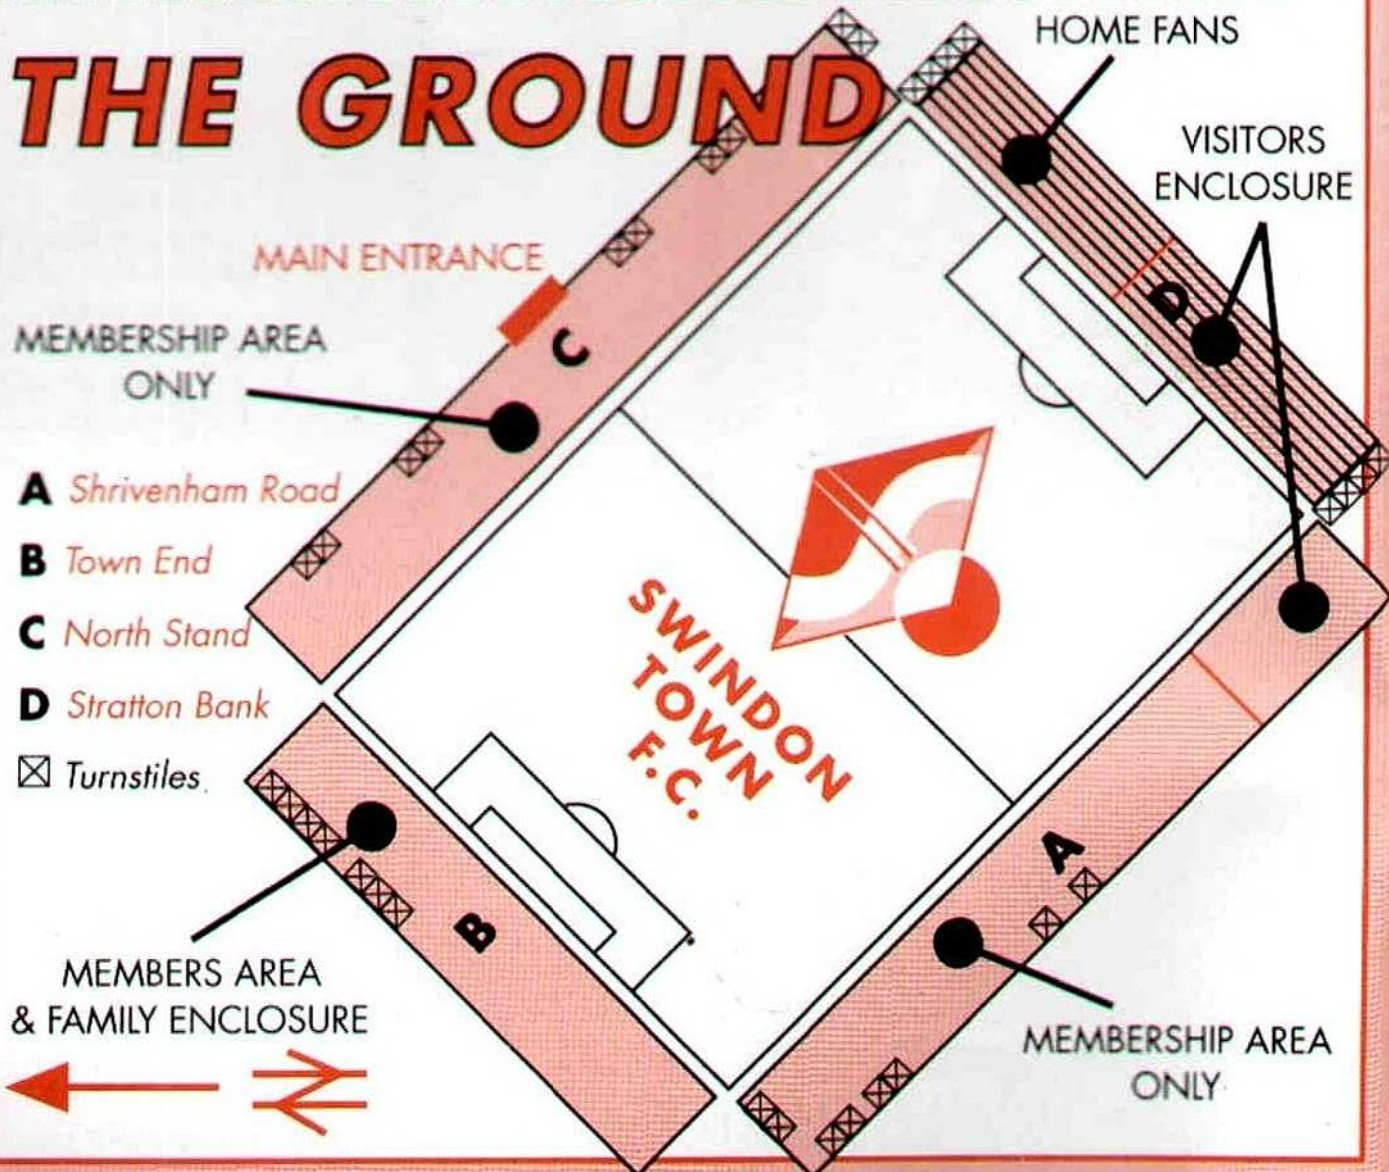 THE GROUND
HOME FANS
VISITORS
ENCLOSURE
MAIN ENTRANCE
MEMBERSHIP AREA
ONLY
C
D
A Shrivenham Road
B Town End
C North Stand
D Stratton Bank
Turnstiles
SWINDON
TOWN
F.C.
A
B
MEMBERS AREA
& FAMILY ENCLOSURE
MEMBERSHIP AREA
ONLY